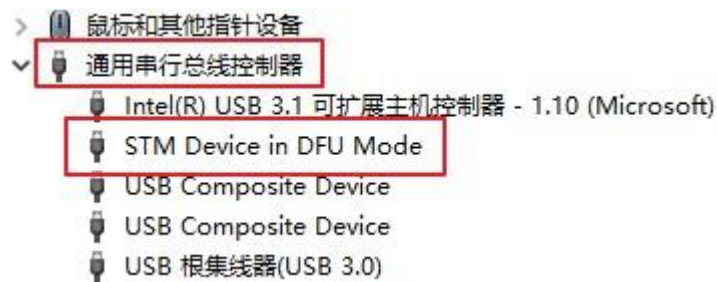 鼠标和其他指针设备
通用串行总线控制器
Intel(R) USB 3.1 可扩展主机控制器 - 1.10 (Microsoft)
STM Device in DFU Mode
USB Composite Device
USB Composite Device
USB 根集线器(USB 3.0)